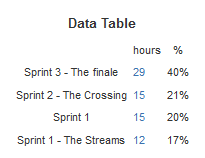 Data Table
hours %
Sprint 3 - The finale 29 40%
Sprint 2 - The Crossing 15 21%
Sprint 1 15 20%
Sprint 1 - The Streams 12 17%